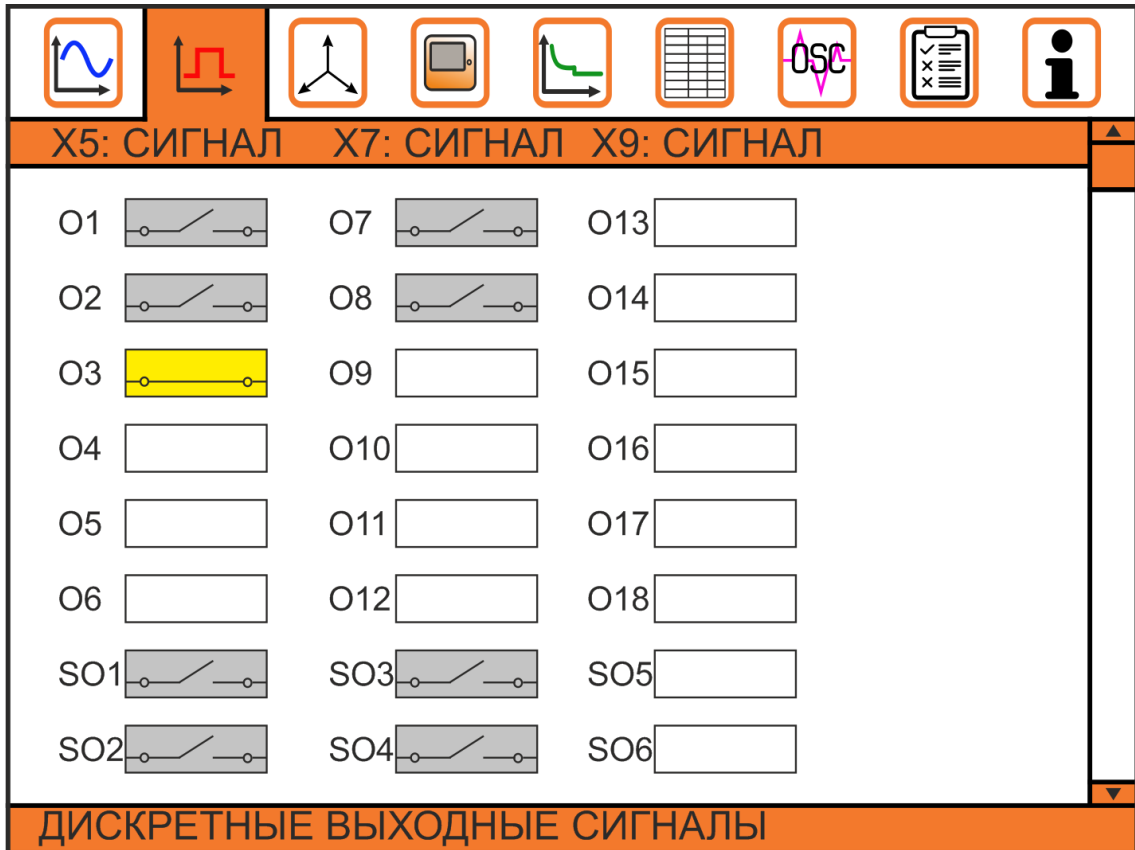 OSC
X5: СИГНАЛ X7: СИГНАЛ X9: СИГНАЛ
O1 O7 O13
O2 O8 O14
O3 O9 O15
O4 O10 O16
O5 O11 O17
O6 O12 O18
SO1 SO3 SO5
SO2 SO4 SO6
ДИСКРЕТНЫЕ ВЫХОДНЫЕ СИГНАЛЫ